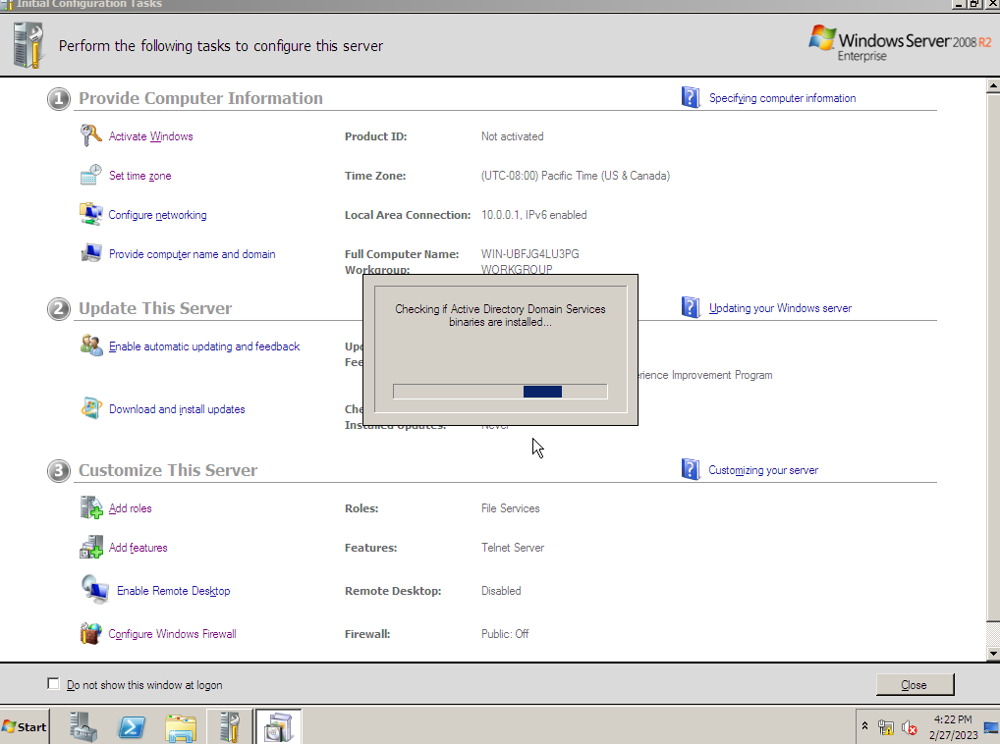 Initial Configuration Tasks
Perform the following tasks to configure this server
Windows Server 2008 R2
Enterprise
1 Provide Computer Information
Specifying computer information
Activate Windows Product ID: Not activated
Set time zone Time Zone: (UTC-08:00) Pacific Time (US & Canada)
Configure networking Local Area Connection: 10.0.0.1, IPv6 enabled
Provide computer name and domain Full Computer Name: WIN-UBFJG4LU3PG
Workgroup: WORKGROUP
2 Update This Server
Updating your Windows server
Checking if Active Directory Domain Services
binaries are installed...
Enable automatic updating and feedback
erience Improvement Program
Download and install updates
Installed Updates: Never
3 Customize This Server
Customizing your server
Add roles Roles: File Services
Add features Features: Telnet Server
Enable Remote Desktop Remote Desktop: Disabled
Configure Windows Firewall Firewall: Public: Off
Do not show this window at logon
Close
Start
4:22 PM
2/27/2023